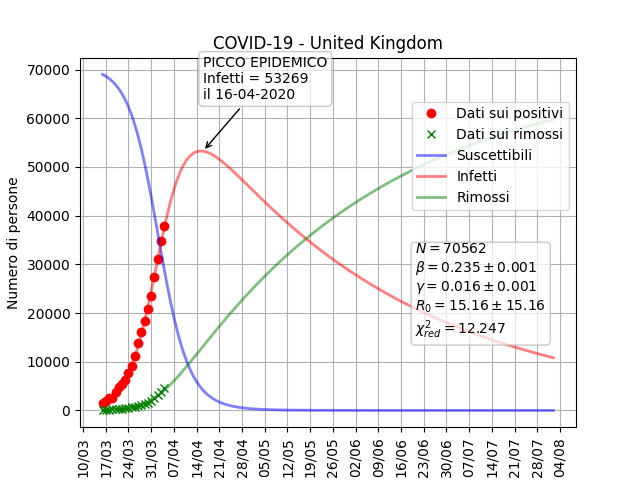 COVID-19 - United Kingdom
PICCO EPIDEMICO
Infetti = 53269
il 16-04-2020
Dati sui positivi
Dati sui rimossi
Suscettibili
Infetti
Rimossi
N = 70562
β = 0.235 ± 0.001
γ = 0.016 ± 0.001
R₀ = 15.16 ± 15.16
χ²_red = 12.247
Numero di persone
70000
60000
50000
40000
30000
20000
10000
0
10/03
17/03
24/03
31/03
07/04
14/04
21/04
28/04
05/05
12/05
19/05
26/05
02/06
09/06
16/06
23/06
30/06
07/07
14/07
21/07
28/07
04/08